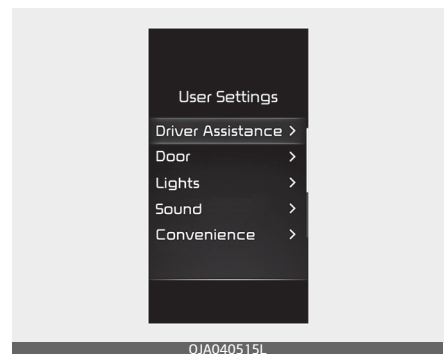 User Settings
Driver Assistance >
Door >
Lights >
Sound >
Convenience >
OJA040515L